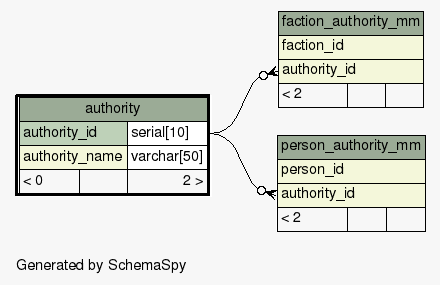 faction_authority_mm
faction_id
authority_id
< 2
authority
authority_id serial[10]
authority_name varchar[50]
< 0 2 >
person_authority_mm
person_id
authority_id
< 2
Generated by SchemaSpy